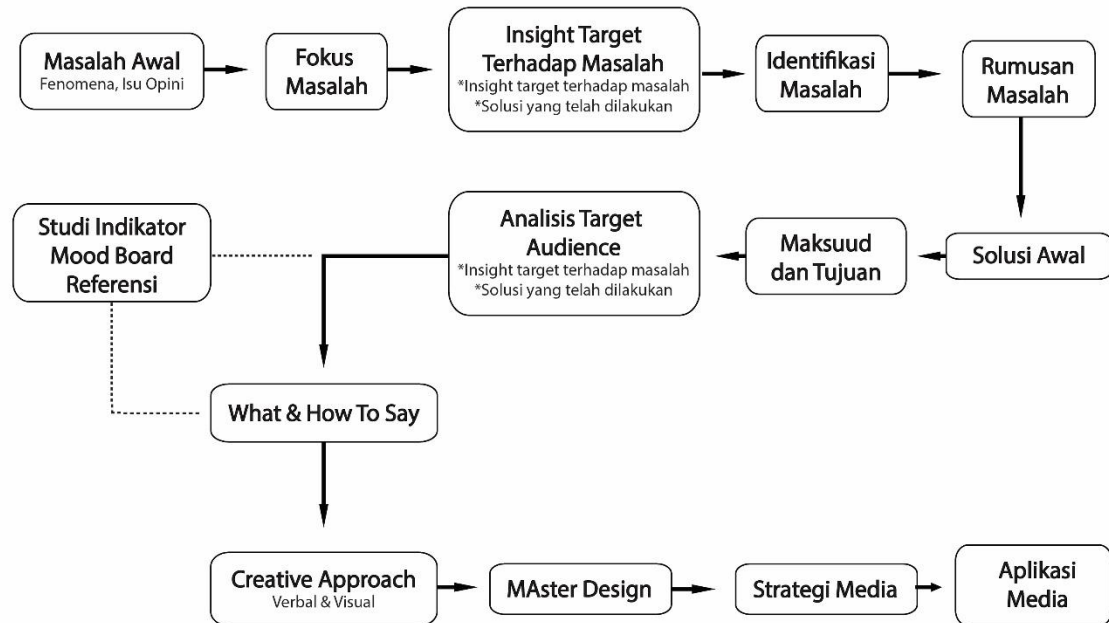 Masalah Awal
Fenomena, Isu Opini
Fokus
Masalah
Insight Target
Terhadap Masalah
*Insight target terhadap masalah
*Solusi yang telah dilakukan
Identifikasi
Masalah
Rumusan
Masalah
Solusi Awal
Maksuud
dan Tujuan
Analisis Target
Audience
*Insight target terhadap masalah
*Solusi yang telah dilakukan
Studi Indikator
Mood Board
Referensi
What & How To Say
Creative Approach
Verbal & Visual
MAster Design
Strategi Media
Aplikasi
Media